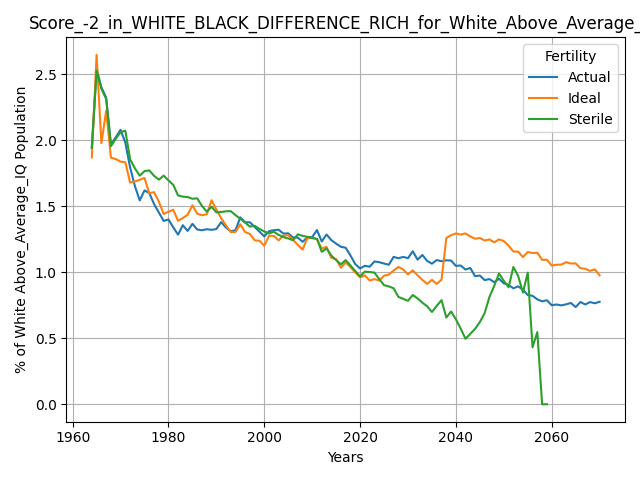 Score_-2_in_WHITE_BLACK_DIFFERENCE_RICH_for_White_Above_Average_
% of White Above_Average_IQ Population
2.5
2.0
1.5
1.0
0.5
0.0
Fertility
Actual
Ideal
Sterile
1960
1980
2000
2020
2040
2060
Years